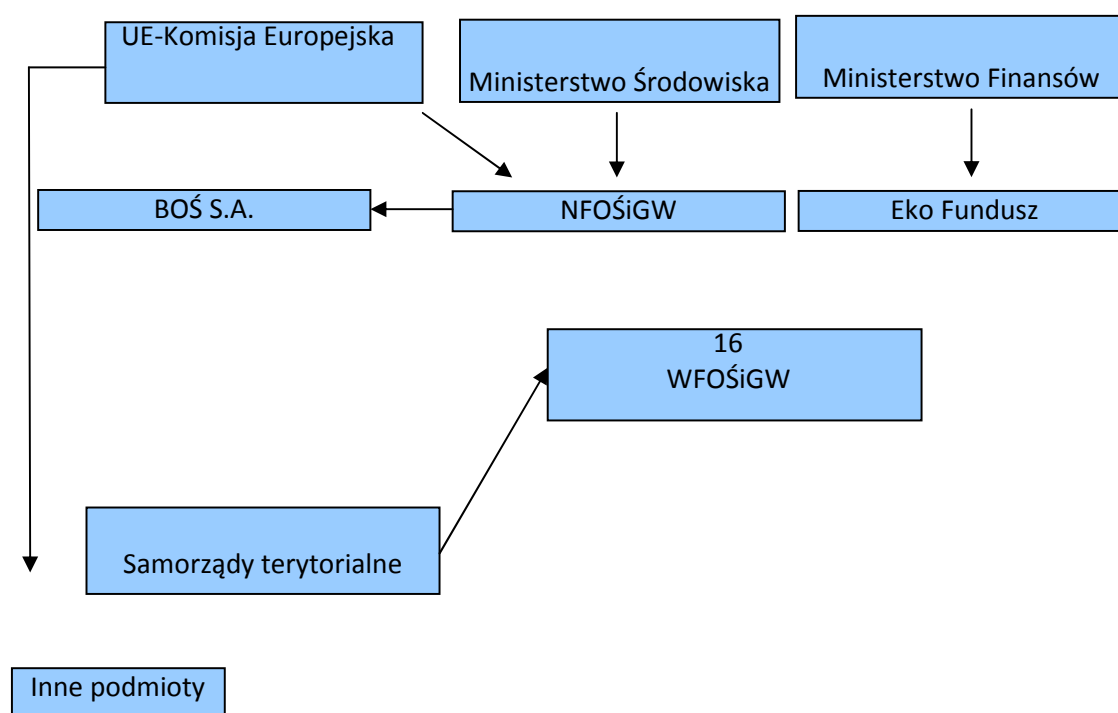 UE-Komisja Europejska
Ministerstwo Środowiska
Ministerstwo Finansów
BOŚ S.A.
NFOŚiGW
Eko Fundusz
16
WFOŚiGW
Samorządy terytorialne
Inne podmioty